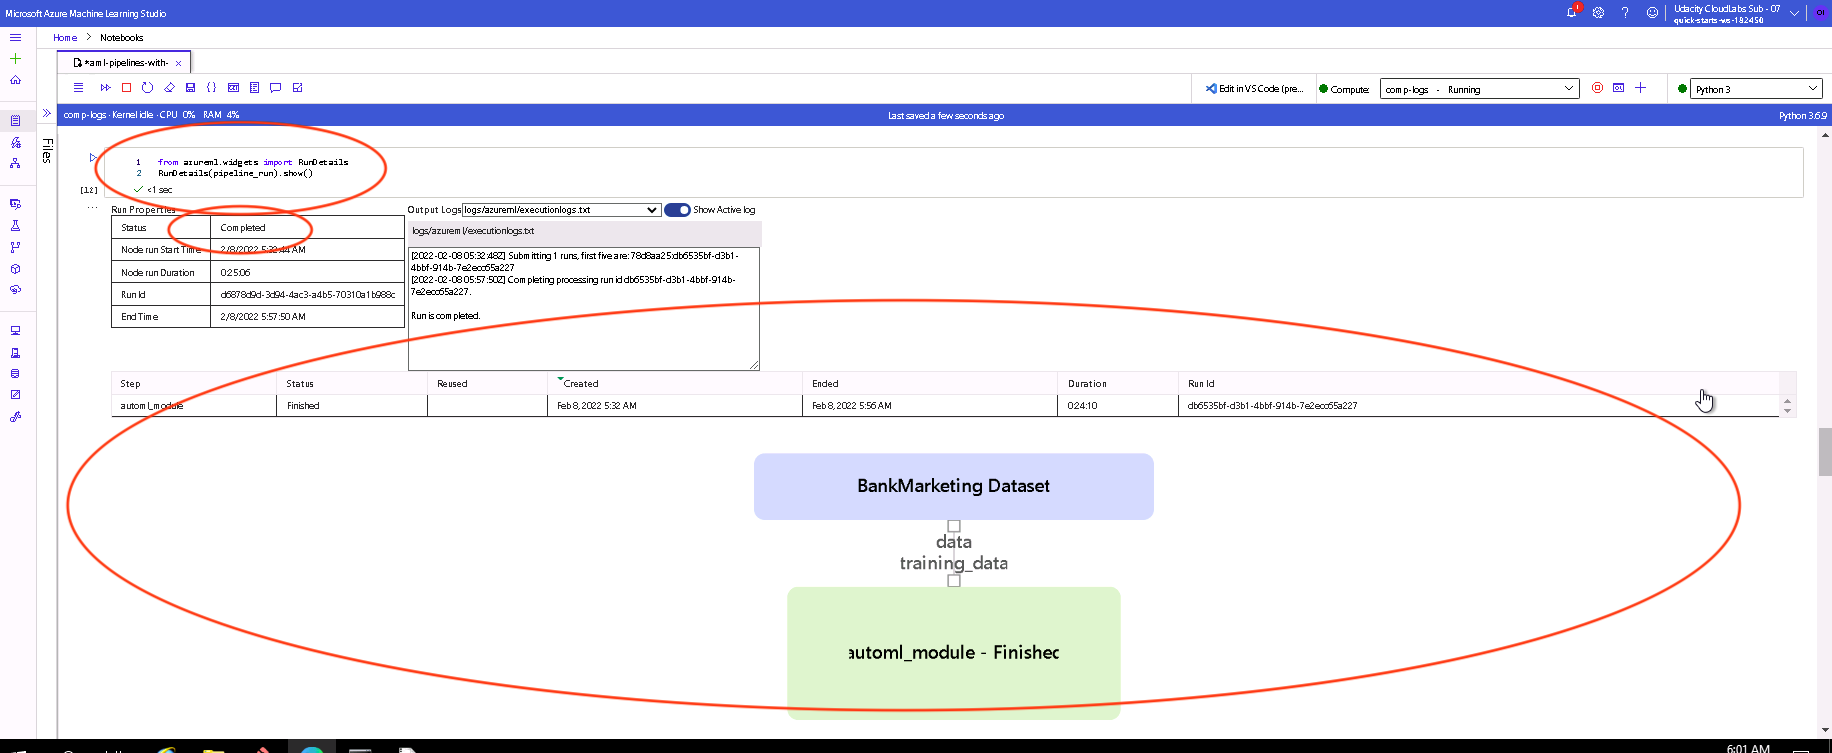 Microsoft Azure Machine Learning Studio
1
?
Udacity CloudLabs Sub - 07
quick-starts-ws-182450
OI
Home > Notebooks
*aml-pipelines-with- ×
Edit in VS Code (pre...
Compute:
comp-logs - Running
Python 3
comp-logs · Kernel idle · CPU 0% RAM 4%
Last saved a few seconds ago
Python 3.6.9
Files
1 from azureml.widgets import RunDetails
2 RunDetails(pipeline_run).show()
[12]
<1 sec
...
Run Properties
Status Completed
Node run Start Time 2/8/2022 5:32:44 AM
Node run Duration 0:25:06
Run Id d6878d9d-3d94-4ac3-a4b5-70310a1b988c
End Time 2/8/2022 5:57:50 AM
Output Logs logs/azureml/executionlogs.txt Show Active log
logs/azureml/executionlogs.txt
[2022-02-08 05:32:48Z] Submitting 1 runs, first five are: 78d8aa25:db6535bf-d3b1-
4bbf-914b-7e2ecc65a227
[2022-02-08 05:57:50Z] Completing processing run id db6535bf-d3b1-4bbf-914b-
7e2ecc65a227.
Run is completed.
Step Status Reused Created Ended Duration Run Id
automl_module Finished Feb 8, 2022 5:32 AM Feb 8, 2022 5:56 AM 0:24:10 db6535bf-d3b1-4bbf-914b-7e2ecc65a227
BankMarketing Dataset
data
training_data
automl_module - Finished
6:01 AM